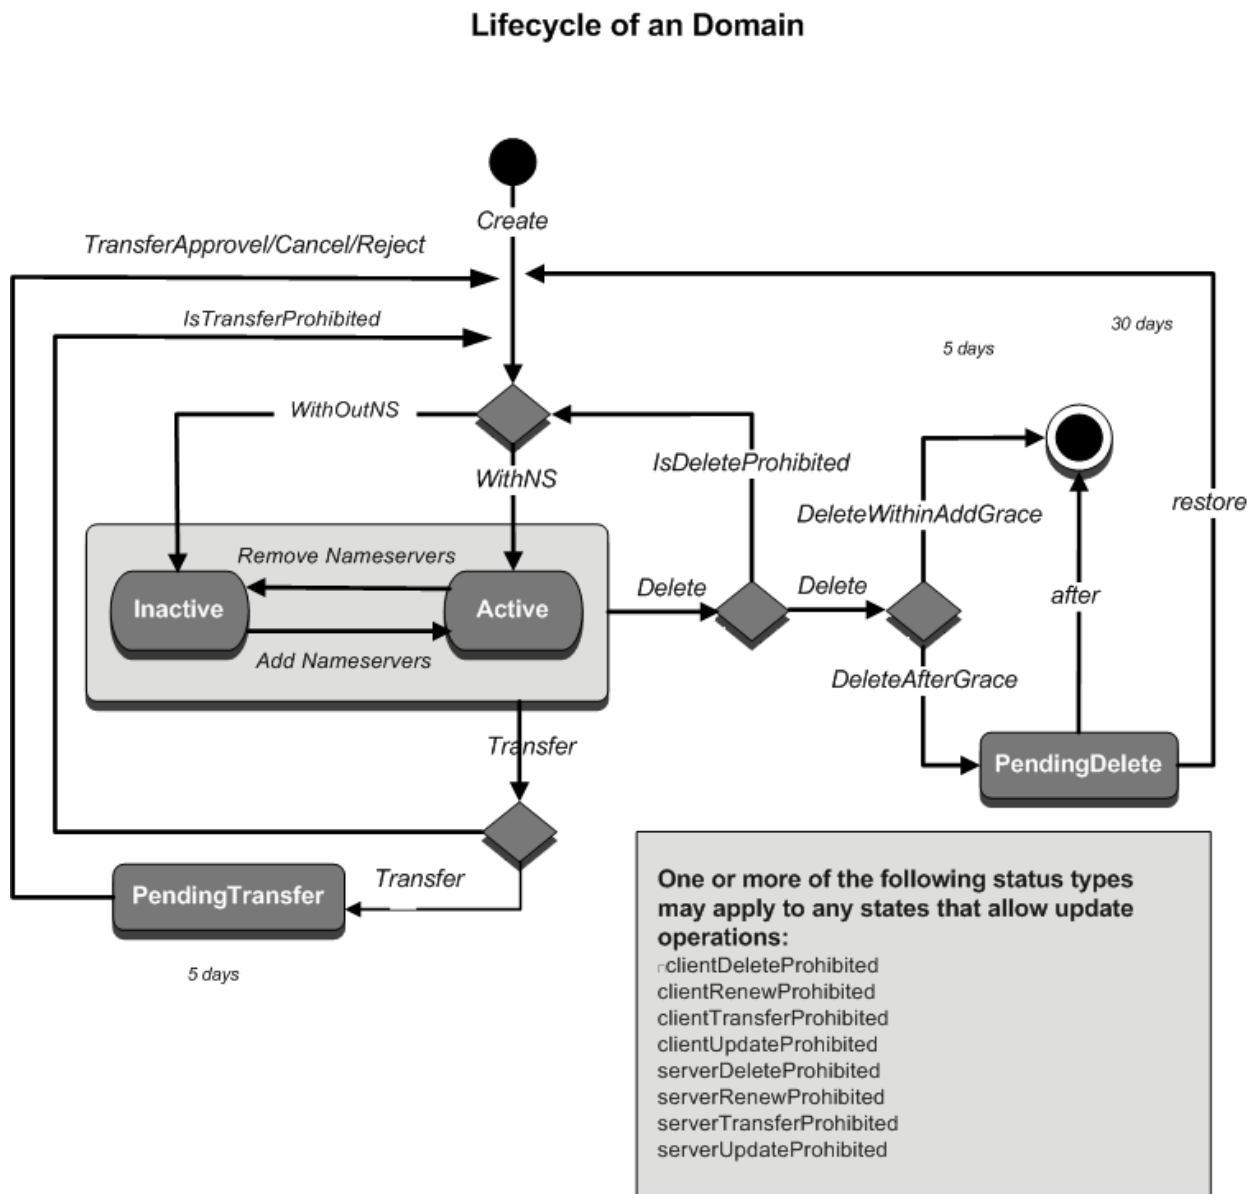 Lifecycle of an Domain
Create
TransferApprovel/Cancel/Reject
IsTransferProhibited
30 days
5 days
WithOutNS
WithNS
IsDeleteProhibited
DeleteWithinAddGrace
restore
Remove Nameservers
Inactive
Active
Delete
Delete
after
Add Nameservers
DeleteAfterGrace
Transfer
PendingDelete
Transfer
PendingTransfer
5 days
One or more of the following status types
may apply to any states that allow update
operations:
clientDeleteProhibited
clientRenewProhibited
clientTransferProhibited
clientUpdateProhibited
serverDeleteProhibited
serverRenewProhibited
serverTransferProhibited
serverUpdateProhibited